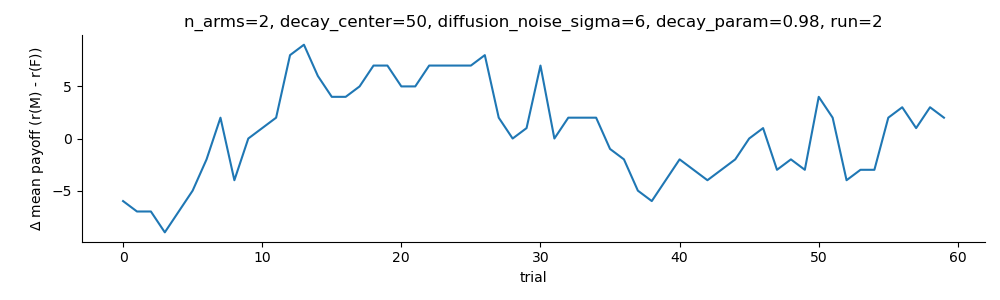 n_arms=2, decay_center=50, diffusion_noise_sigma=6, decay_param=0.98, run=2
Δ mean payoff (r(M) - r(F))
5
0
−5
0 10 20 30 40 50 60
trial